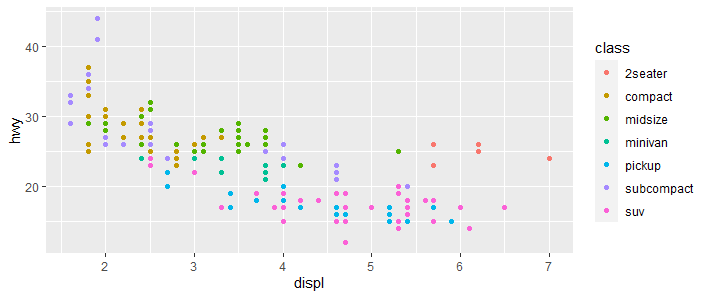 40
30
20
hwy
2 3 4 5 6 7
displ
class
2seater
compact
midsize
minivan
pickup
subcompact
suv